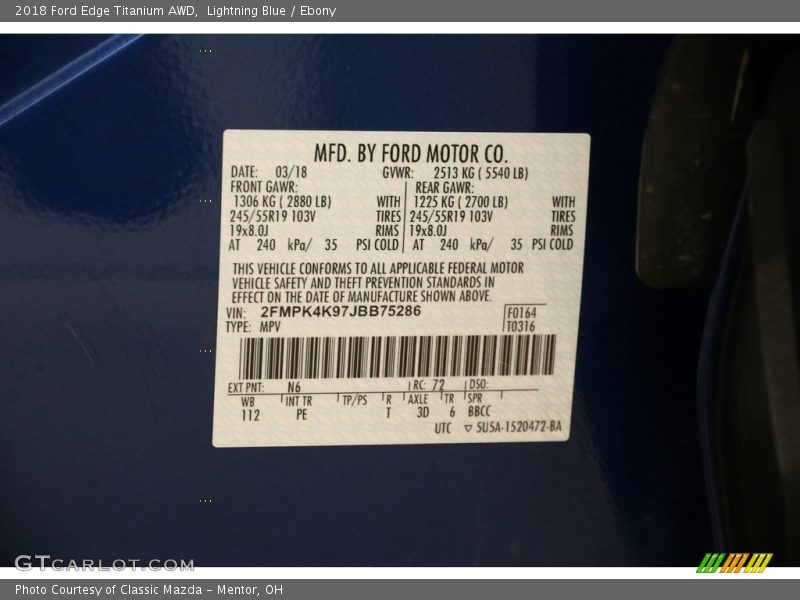 2018 Ford Edge Titanium AWD,  Lightning Blue / Ebony
MFD. BY FORD MOTOR CO.
DATE: 03/18 GVWR: 2513 KG ( 5540 LB)
FRONT GAWR: REAR GAWR:
1306 KG ( 2880 LB) WITH 1225 KG ( 2700 LB) WITH
245/55R19 103V TIRES 245/55R19 103V TIRES
19x8.0J RIMS 19x8.0J RIMS
AT 240 kPa/ 35 PSI COLD AT 240 kPa/ 35 PSI COLD
THIS VEHICLE CONFORMS TO ALL APPLICABLE FEDERAL MOTOR
VEHICLE SAFETY AND THEFT PREVENTION STANDARDS IN
EFFECT ON THE DATE OF MANUFACTURE SHOWN ABOVE.
VIN: 2FMPK4K97JBB75286 F0164
TYPE: MPV T0316
EXT PNT: N6 RC: 72 DSO:
WB INT TR TP/PS R AXLE TR SPR
112 PE T 3D 6 BBCC
UTC ▽ 5U5A-1520472-BA
GTCARLOT.COM
Photo Courtesy of Classic Mazda – Mentor, OH